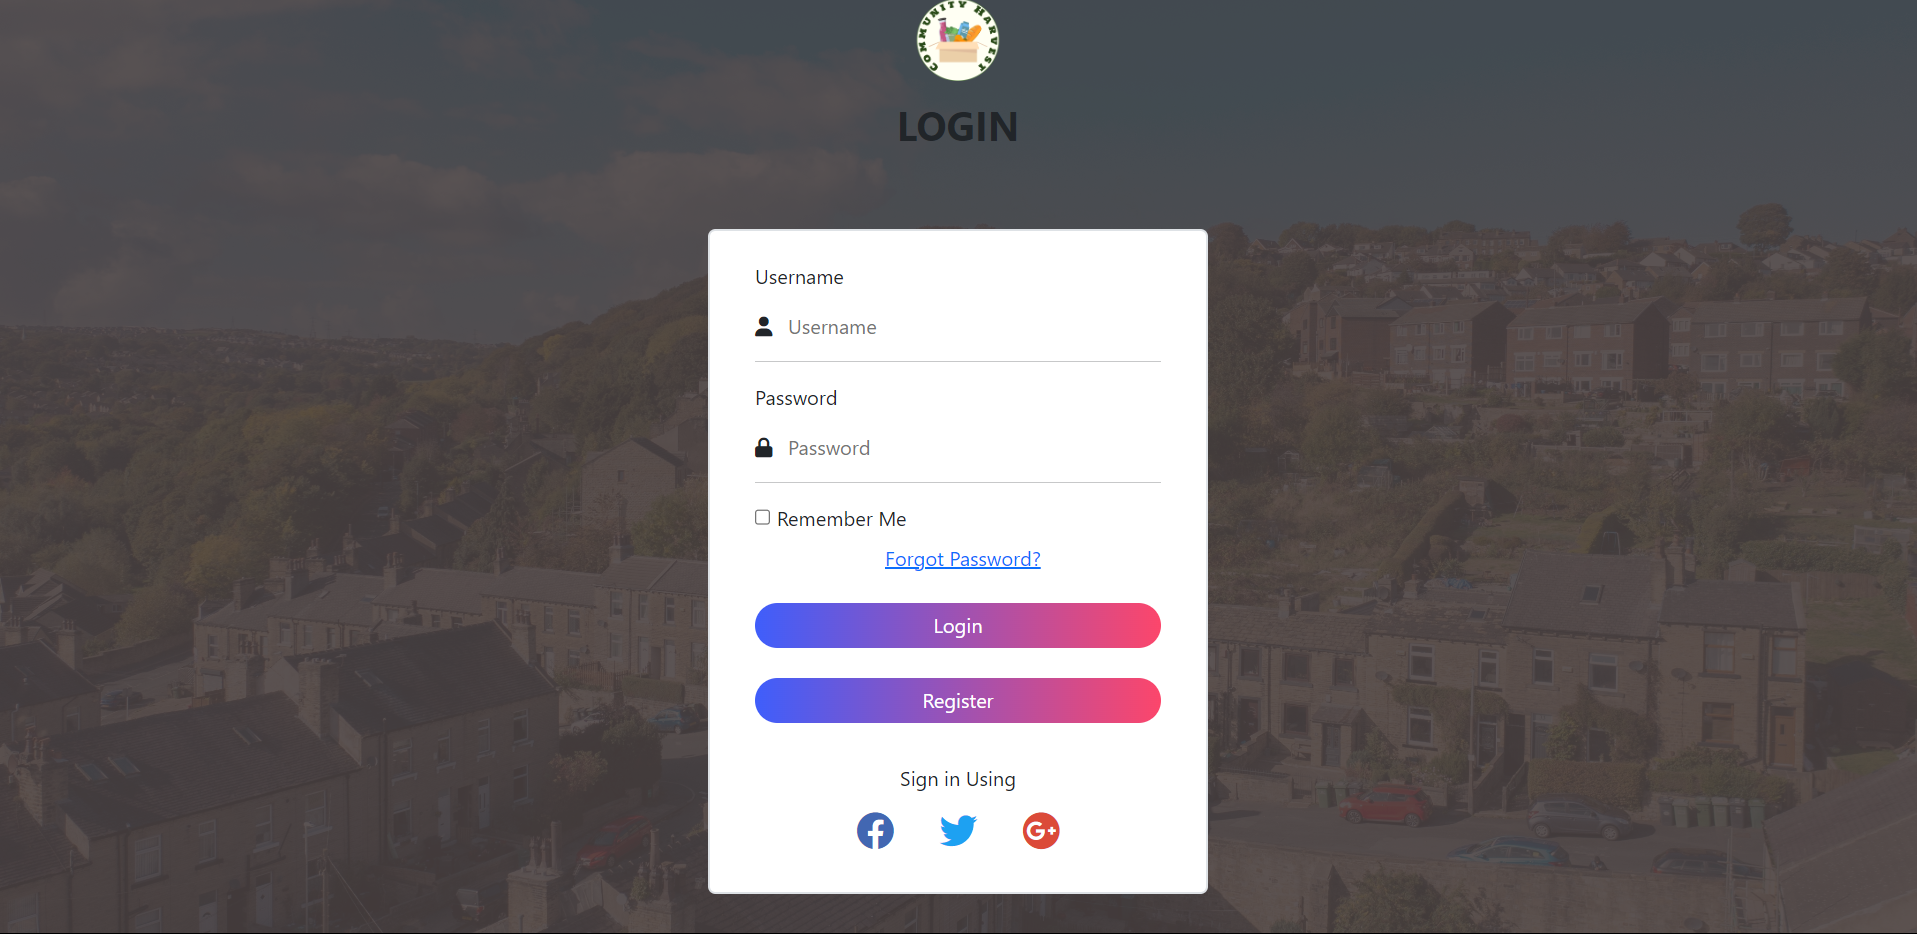 COMMUNITY HARVEST
LOGIN
Username
Username
Password
Password
Remember Me
Forgot Password?
Login
Register
Sign in Using
G+